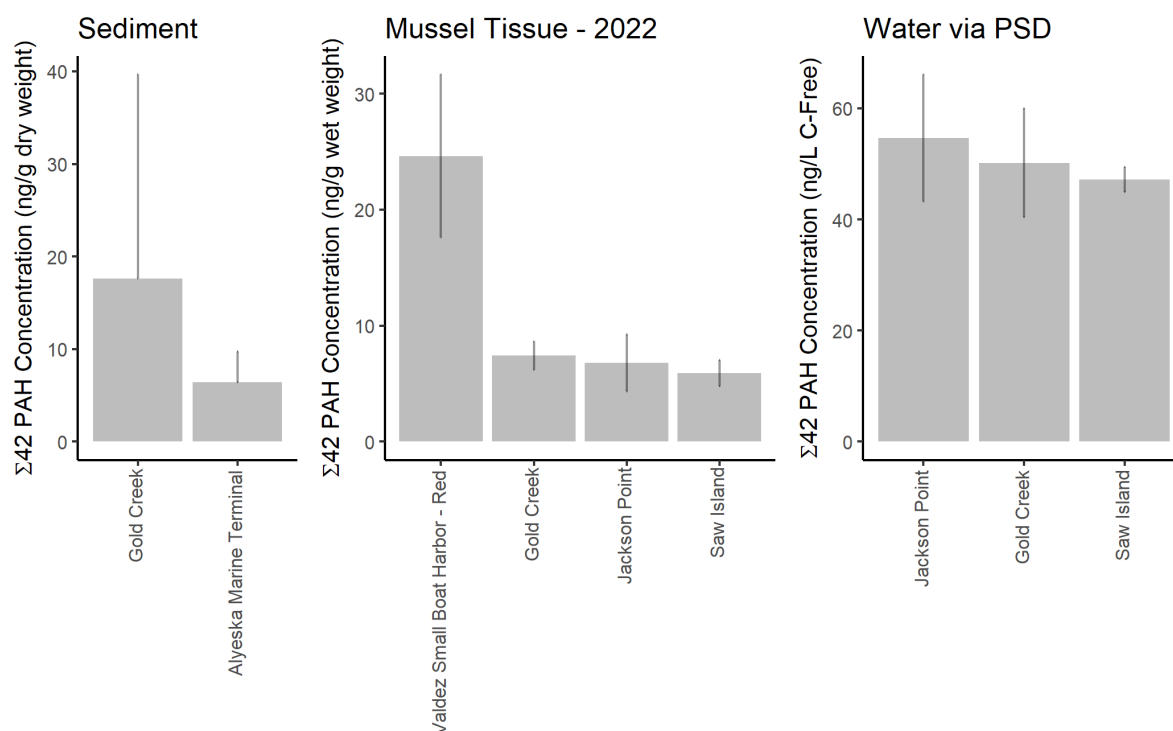 Sediment
Σ42 PAH Concentration (ng/g dry weight)
40
30
20
10
0
Gold Creek
Alyeska Marine Terminal
Mussel Tissue - 2022
Σ42 PAH Concentration (ng/g wet weight)
30
20
10
0
Valdez Small Boat Harbor - Red
Gold Creek
Jackson Point
Saw Island
Water via PSD
Σ42 PAH Concentration (ng/L C-Free)
60
40
20
0
Jackson Point
Gold Creek
Saw Island